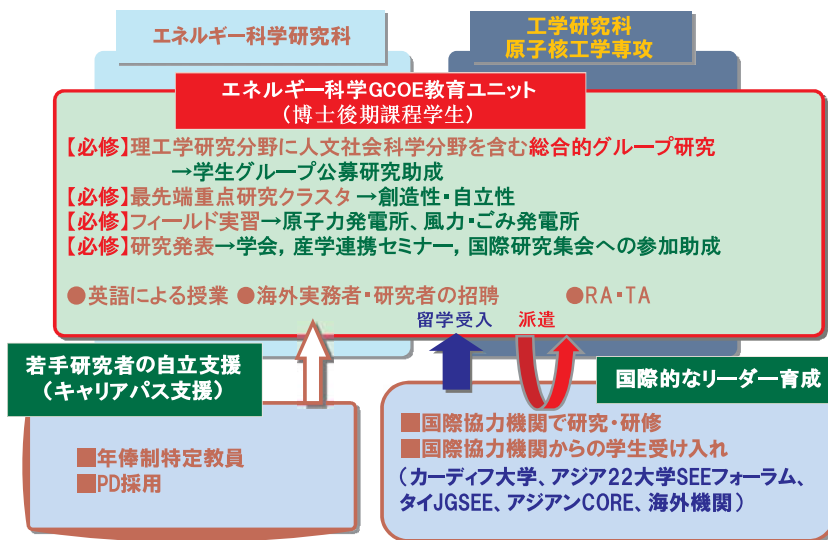 エネルギー科学研究科
工学研究科
原子核工学専攻
エネルギー科学GCOE教育ユニット
（博士後期課程学生）
【必修】理工学研究分野に人文社会科学分野を含む総合的グループ研究
→学生グループ公募研究助成
【必修】最先端重点研究クラスタ→創造性・自立性
【必修】フィールド実習→原子力発電所、風力・ごみ発電所
【必修】研究発表→学会，産学連携セミナー，国際研究集会への参加助成
●英語による授業 ●海外実務者・研究者の招聘 ●RA・TA
留学受入 派遣
若手研究者の自立支援
（キャリアパス支援）
■年俸制特定教員
■PD採用
国際的なリーダー育成
■国際協力機関で研究・研修
■国際協力機関からの学生受け入れ
（カーディフ大学、アジア22大学SEEフォーラム、
タイJGSEE、アジアンCORE、海外機関）